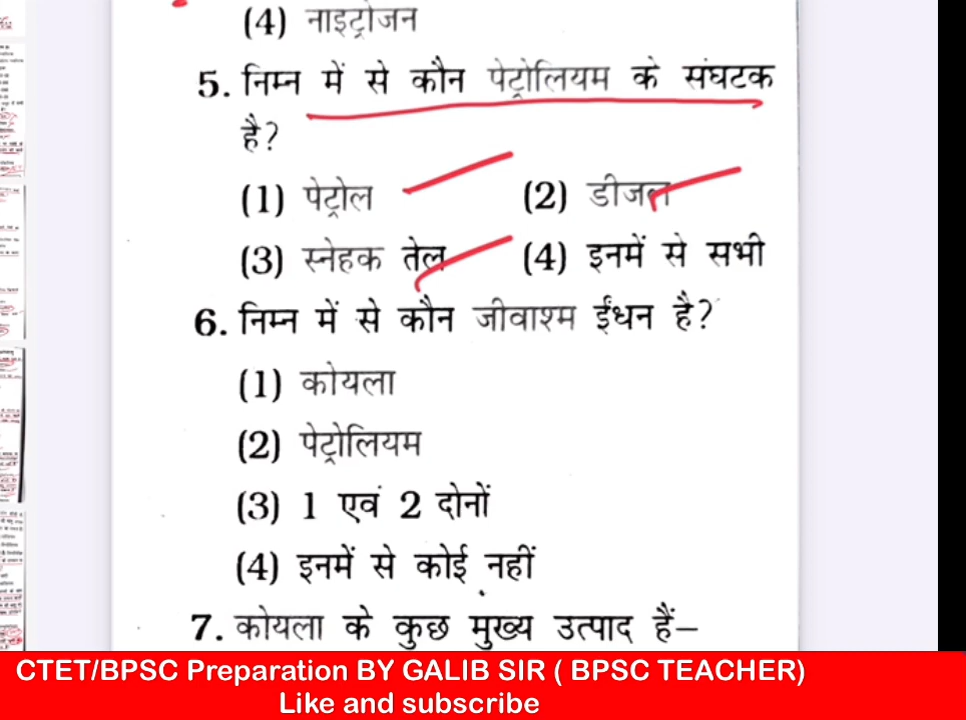 (4) नाइट्रोजन
5. निम्न में से कौन पेट्रोलियम के संघटक
है?
(1) पेट्रोल (2) डीजल
(3) स्नेहक तेल (4) इनमें से सभी
6. निम्न में से कौन जीवाश्म ईंधन है?
(1) कोयला
(2) पेट्रोलियम
(3) 1 एवं 2 दोनों
(4) इनमें से कोई नहीं
7. कोयला के कुछ मुख्य उत्पाद हैं–
CTET/BPSC Preparation BY GALIB SIR ( BPSC TEACHER)
Like and subscribe